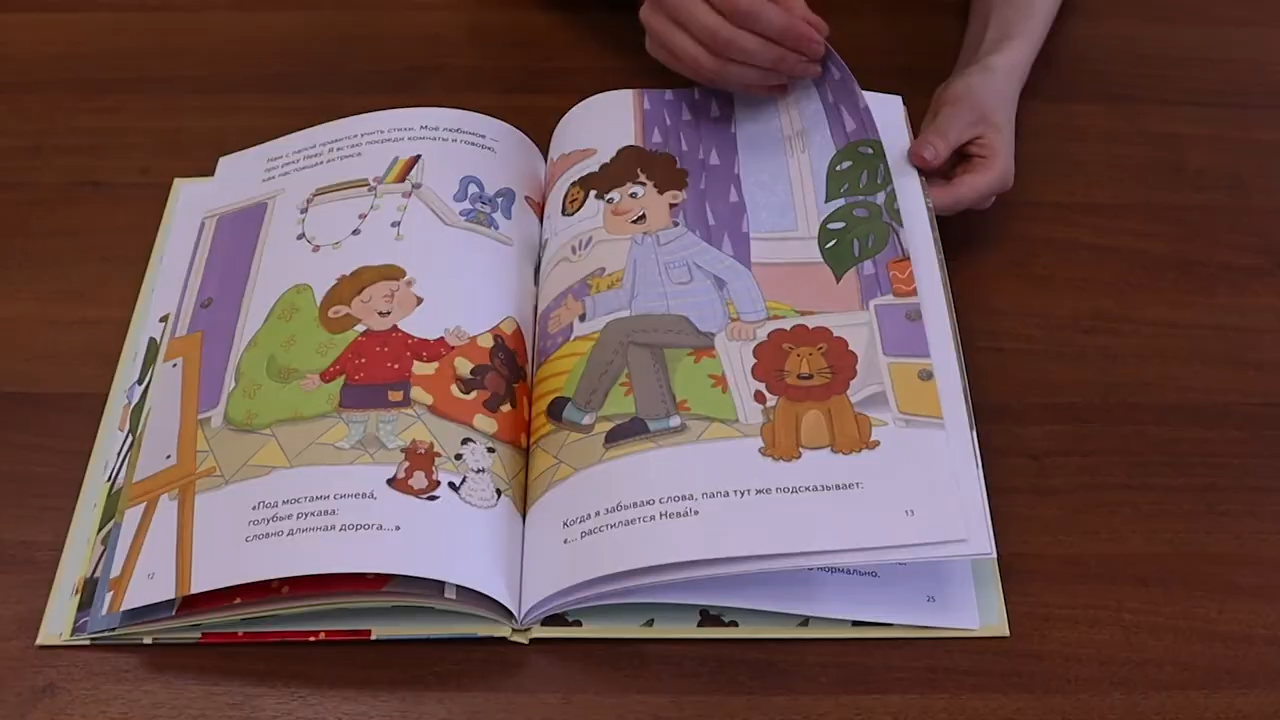 Нам с папой нравится учить стихи. Моё любимое —
про реку Неву. Я встаю посреди комнаты и говорю,
как настоящая актриса.
«Под мостами синева́,
голубые рукава:
словно длинная дорога...»
12
Когда я забываю слова, папа тут же подсказывает:
«... расстилается Нева́!»
13
нормально.
25